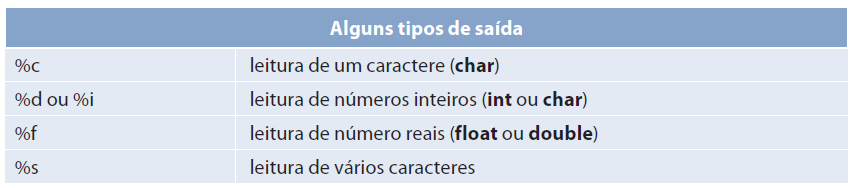 Alguns tipos de saída
%c leitura de um caractere (char)
%d ou %i leitura de números inteiros (int ou char)
%f leitura de número reais (float ou double)
%s leitura de vários caracteres